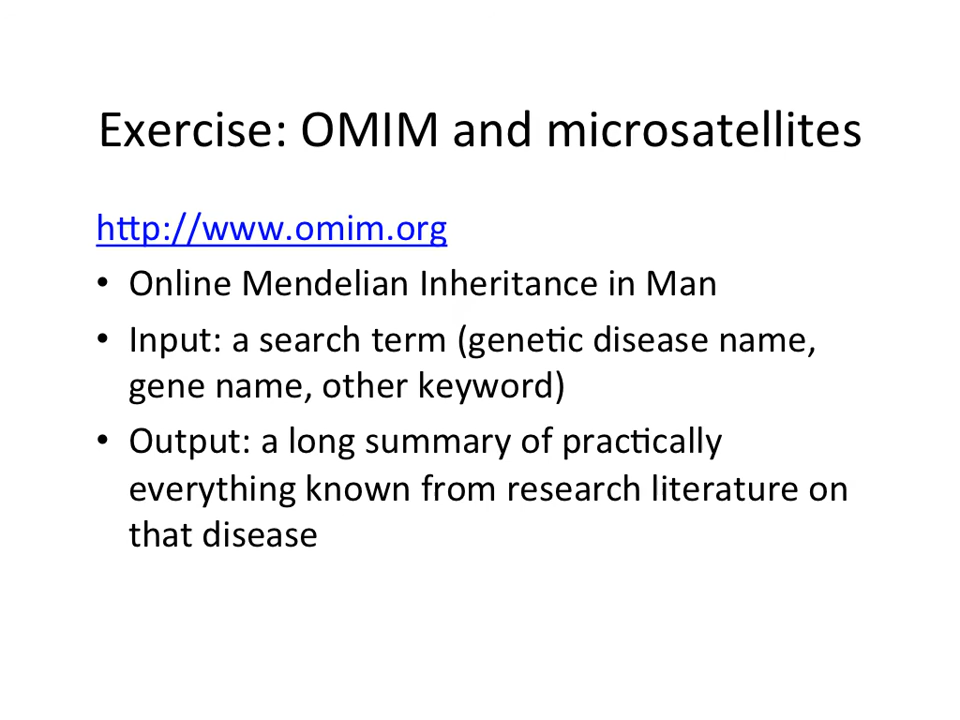 Exercise: OMIM and microsatellites
http://www.omim.org
• Online Mendelian Inheritance in Man
• Input: a search term (genetic disease name,
gene name, other keyword)
• Output: a long summary of practically
everything known from research literature on
that disease